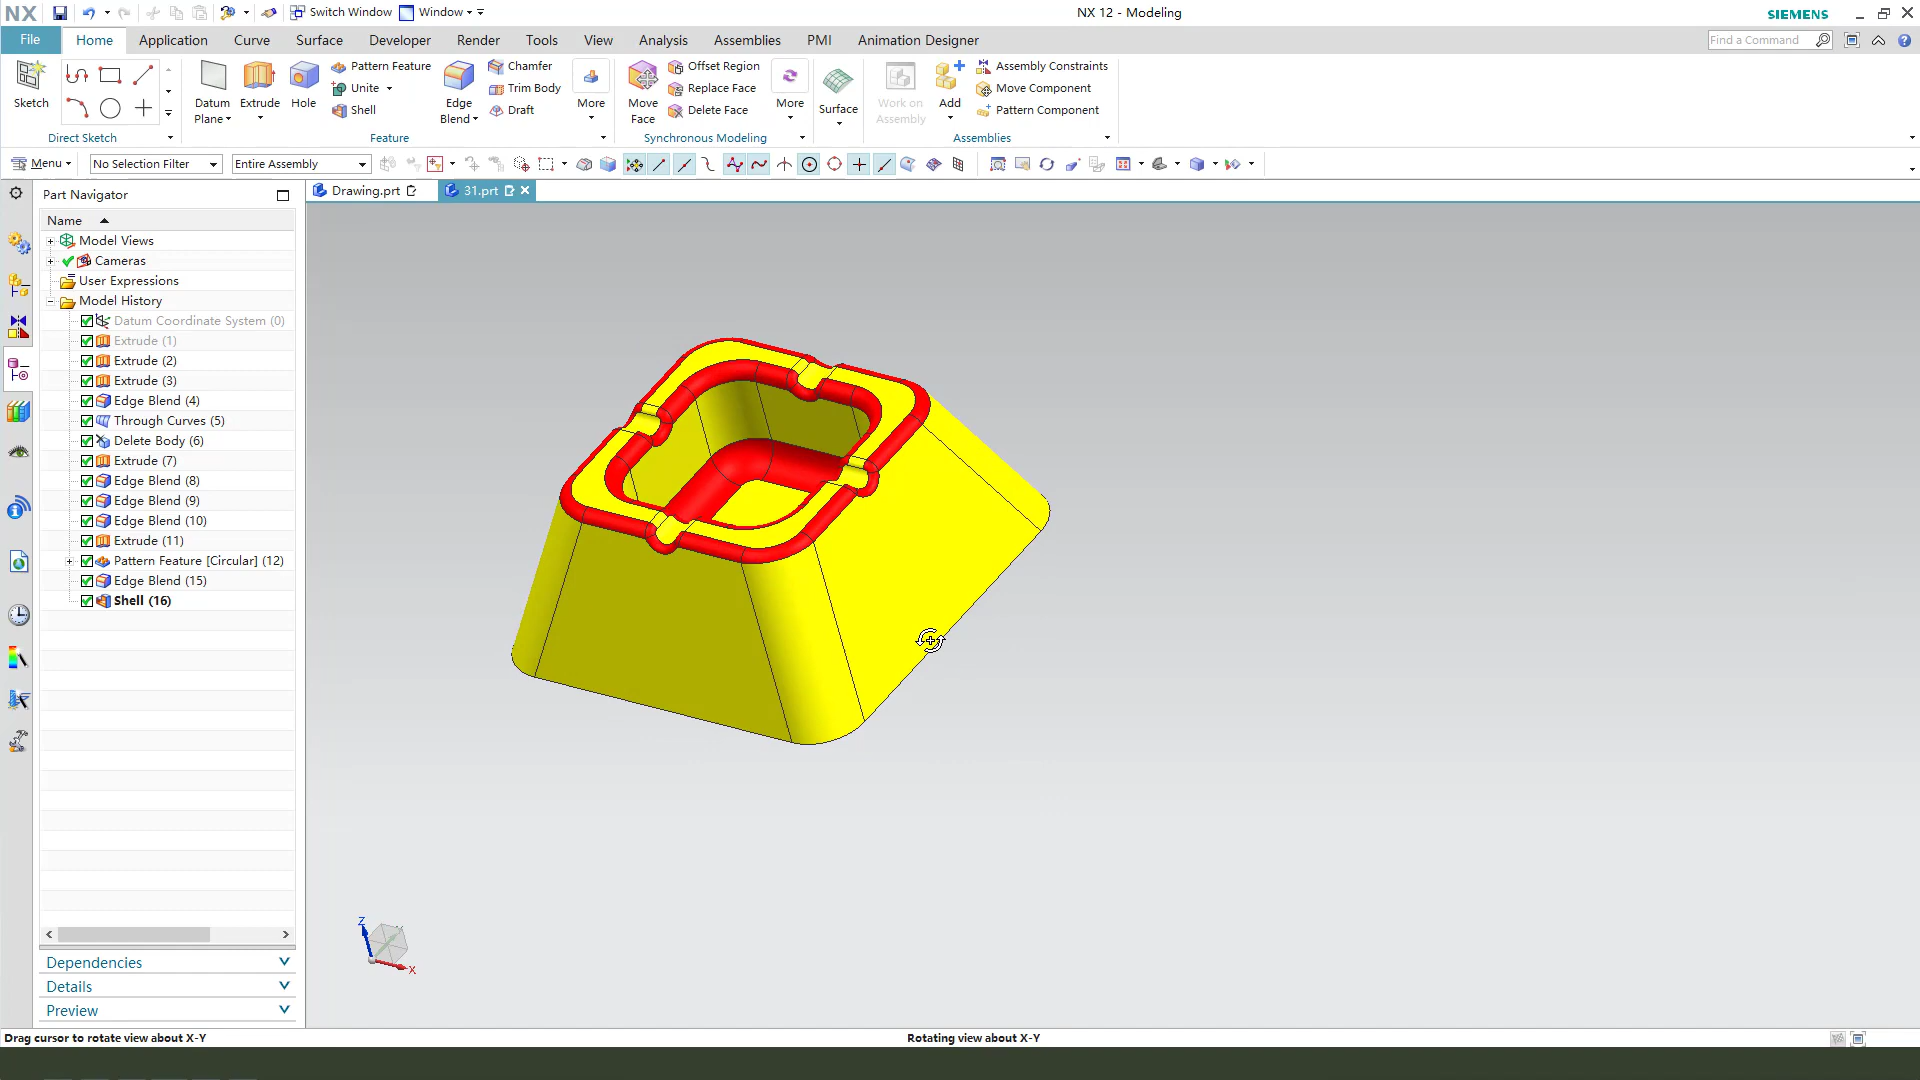 NX Switch Window Window NX 12 - Modeling SIEMENS
File Home Application Curve Surface Developer Render Tools View Analysis Assemblies PMI Animation Designer Find a Command
Sketch
Direct Sketch
Datum Plane
Extrude
Hole
Pattern Feature
Unite
Shell
Edge Blend
Chamfer
Trim Body
Draft
More
Feature
Move Face
Offset Region
Replace Face
Delete Face
More
Synchronous Modeling
Surface
Work on Assembly
Add
Assembly Constraints
Move Component
Pattern Component
Assemblies
Menu No Selection Filter Entire Assembly
Part Navigator
Drawing.prt 31.prt
Name
Model Views
Cameras
User Expressions
Model History
Datum Coordinate System (0)
Extrude (1)
Extrude (2)
Extrude (3)
Edge Blend (4)
Through Curves (5)
Delete Body (6)
Extrude (7)
Edge Blend (8)
Edge Blend (9)
Edge Blend (10)
Extrude (11)
Pattern Feature [Circular] (12)
Edge Blend (15)
Shell (16)
Z
X
Dependencies
Details
Preview
Drag cursor to rotate view about X-Y Rotating view about X-Y